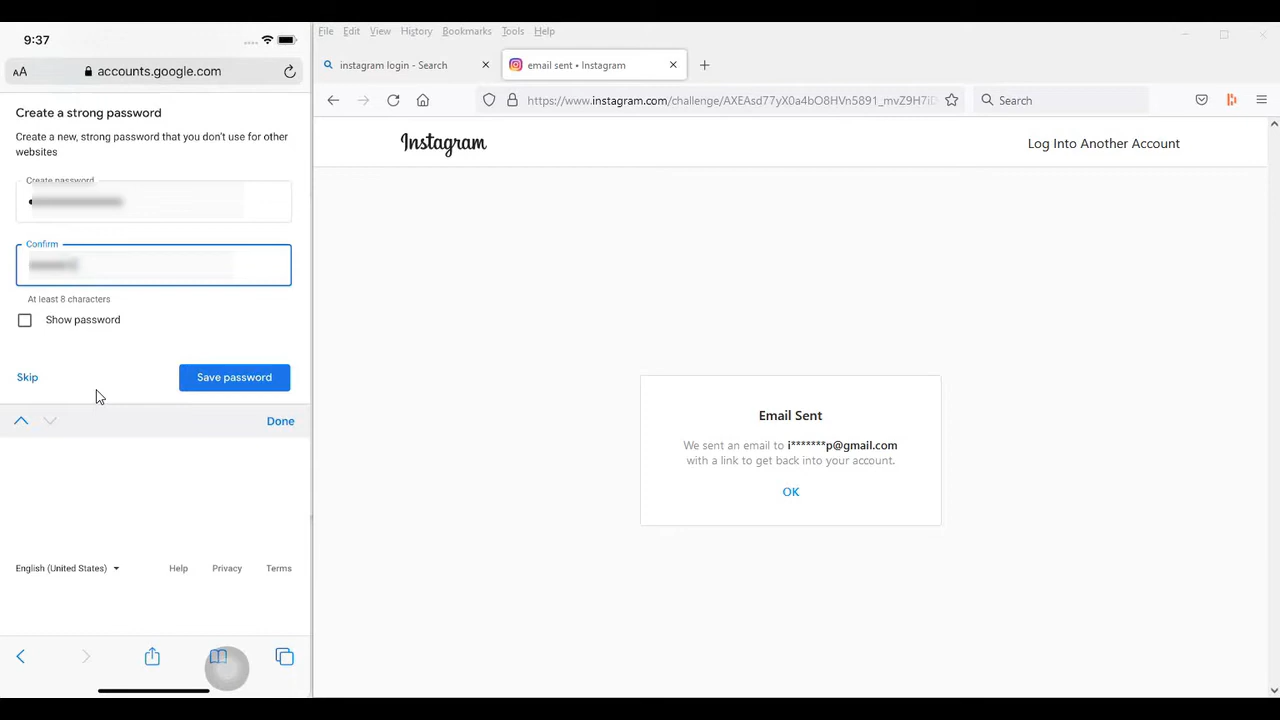 9:37
AA
accounts.google.com
Create a strong password
Create a new, strong password that you don't use for other
websites
Create password
Confirm
At least 8 characters
Show password
Skip
Save password
Done
English (United States)
Help
Privacy
Terms
File Edit View History Bookmarks Tools Help
instagram login - Search
email sent • Instagram
https://www.instagram.com/challenge/AXEAsd77yX0a4bO8HVn5891_mvZ9H7iD
Search
Instagram
Log Into Another Account
Email Sent
We sent an email to i*******p@gmail.com
with a link to get back into your account.
OK